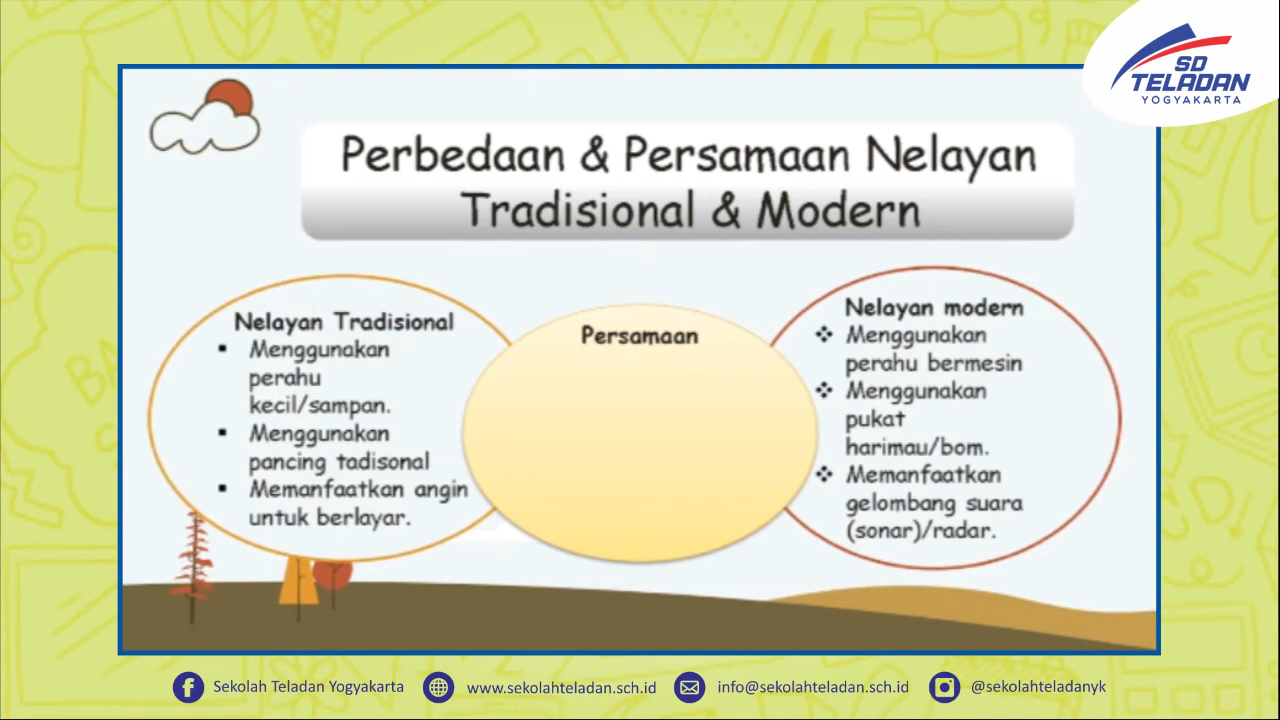 SD
TELADAN
YOGYAKARTA
Perbedaan & Persamaan Nelayan
Tradisional & Modern
Nelayan Tradisional
▪ Menggunakan
perahu
kecil/sampan.
▪ Menggunakan
pancing tadisonal
▪ Memanfaatkan angin
untuk berlayar.
Persamaan
Nelayan modern
❖ Menggunakan
perahu bermesin
❖ Menggunakan
pukat
harimau/bom.
❖ Memanfaatkan
gelombang suara
(sonar)/radar.
Sekolah Teladan Yogyakarta
www.sekolahteladan.sch.id
info@sekolahteladan.sch.id
@sekolahteladanyk